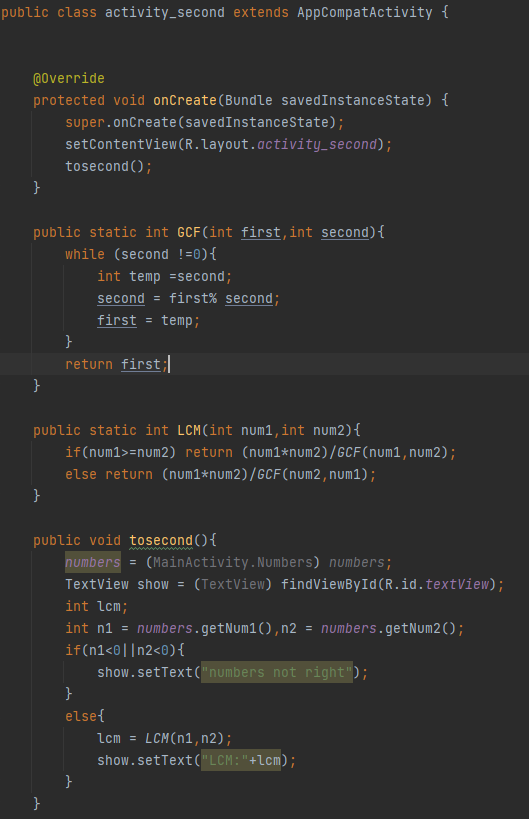 public class activity_second extends AppCompatActivity {
@Override
protected void onCreate(Bundle savedInstanceState) {
super.onCreate(savedInstanceState);
setContentView(R.layout.activity_second);
tosecond();
}
public static int GCF(int first,int second){
while (second !=0){
int temp =second;
second = first% second;
first = temp;
}
return first;
}
public static int LCM(int num1,int num2){
if(num1>=num2) return (num1*num2)/GCF(num1,num2);
else return (num1*num2)/GCF(num2,num1);
}
public void tosecond(){
numbers = (MainActivity.Numbers) numbers;
TextView show = (TextView) findViewById(R.id.textView);
int lcm;
int n1 = numbers.getNum1(),n2 = numbers.getNum2();
if(n1<0||n2<0){
show.setText("numbers not right");
}
else{
lcm = LCM(n1,n2);
show.setText("LCM:"+lcm);
}
}